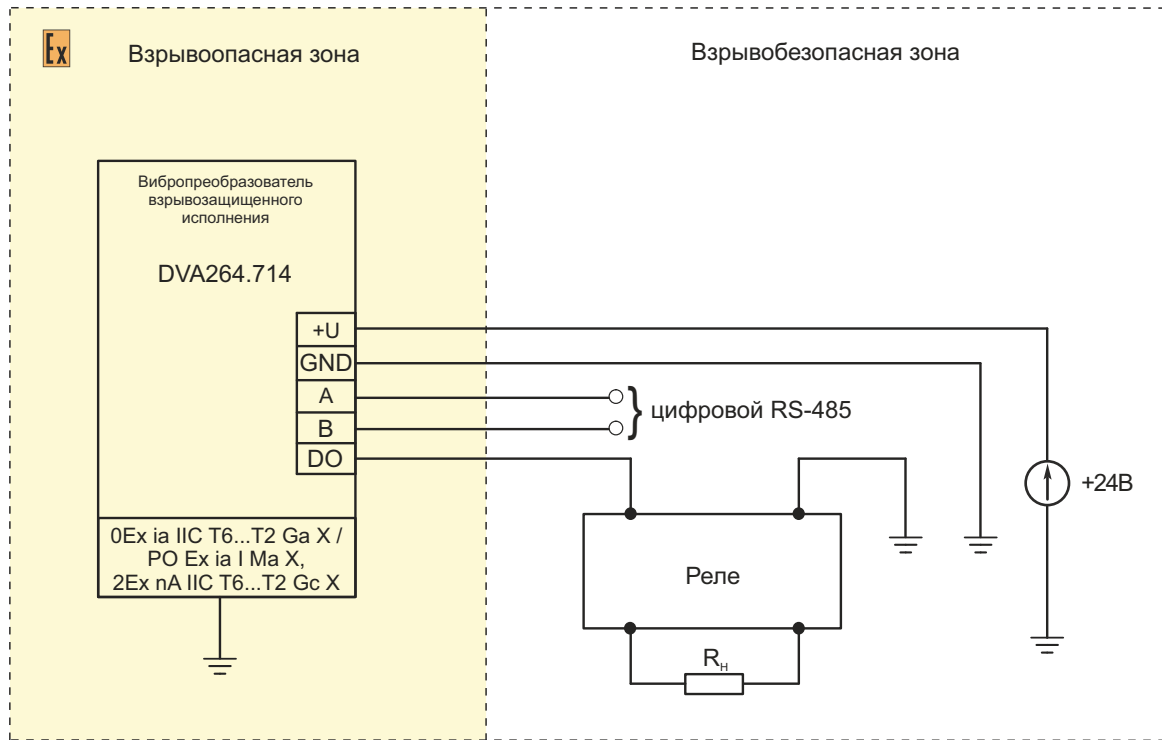 Ex
Взрывоопасная зона
Взрывобезопасная зона
Вибропреобразователь
взрывозащищенного
исполнения
DVA264.714
+U
GND
A
B
DO
цифровой RS-485
+24В
0Ex ia IIC T6...T2 Ga X /
PO Ex ia I Ma X,
2Ex nA IIC T6...T2 Gc X
Реле
Rн